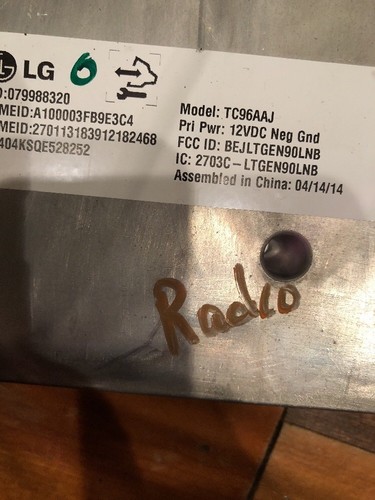 LG 6
D:079988320
MEID:A100003FB9E3C4
MEID:270113183912182468
404KSQE528252
Model: TC96AAJ
Pri Pwr: 12VDC Neg Gnd
FCC ID: BEJLTGEN90LNB
IC: 2703C-LTGEN90LNB
Assembled in China: 04/14/14
Radio